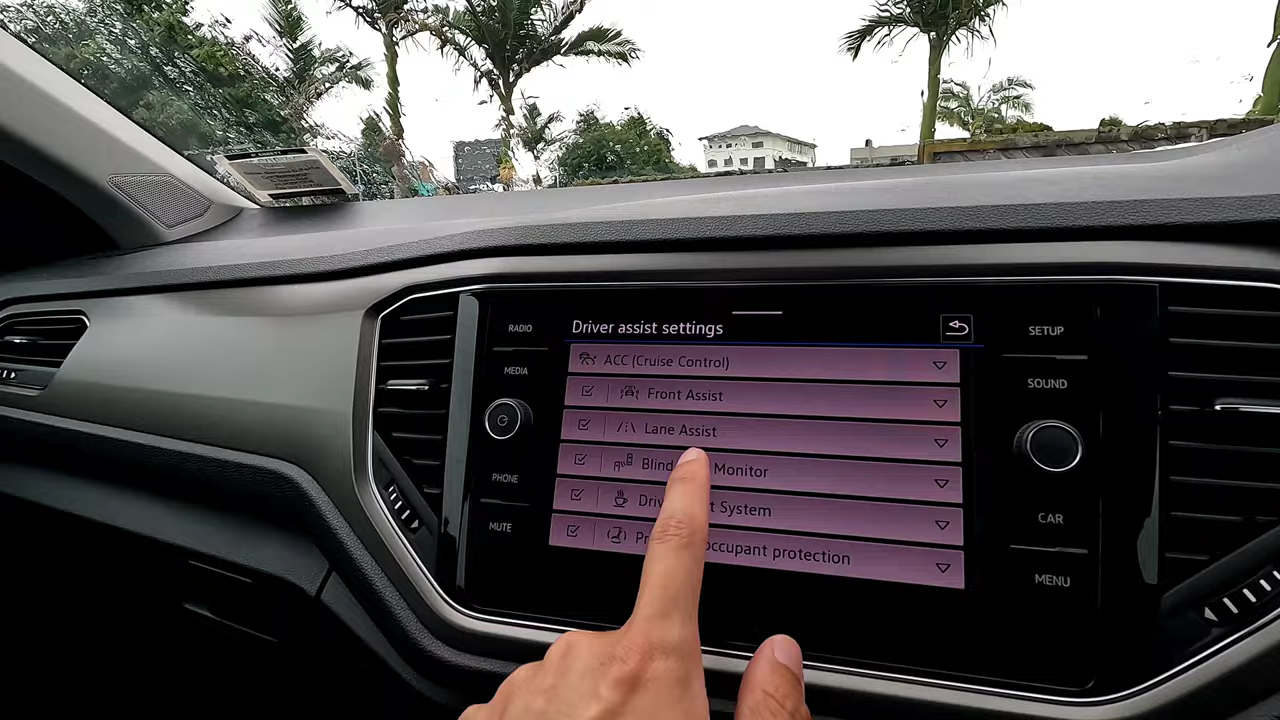 RADIO
MEDIA
PHONE
MUTE
Driver assist settings
ACC (Cruise Control)
Front Assist
Lane Assist
Blind Monitor
System
occupant protection
SETUP
SOUND
CAR
MENU